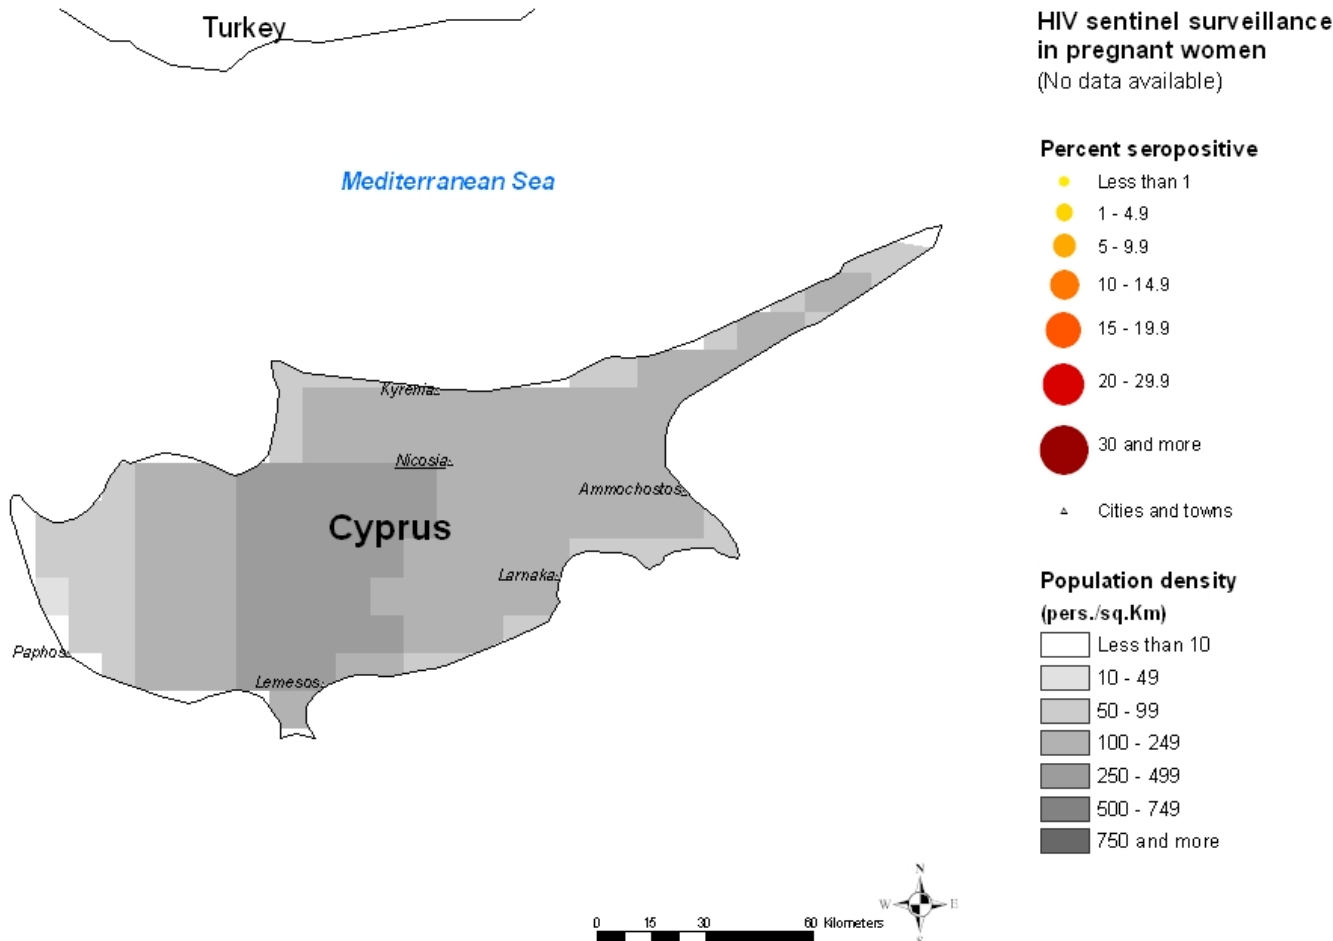 Turkey
HIV sentinel surveillance
in pregnant women
(No data available)
Mediterranean Sea
Percent seropositive
Less than 1
1 - 4.9
5 - 9.9
10 - 14.9
15 - 19.9
20 - 29.9
30 and more
Cities and towns
Kyrenia
Nicosia
Ammochostos
Cyprus
Larnaka
Paphos
Lemesos
Population density
(pers./sq.Km)
Less than 10
10 - 49
50 - 99
100 - 249
250 - 499
500 - 749
750 and more
N
W E
S
0 15 30 60 Kilometers